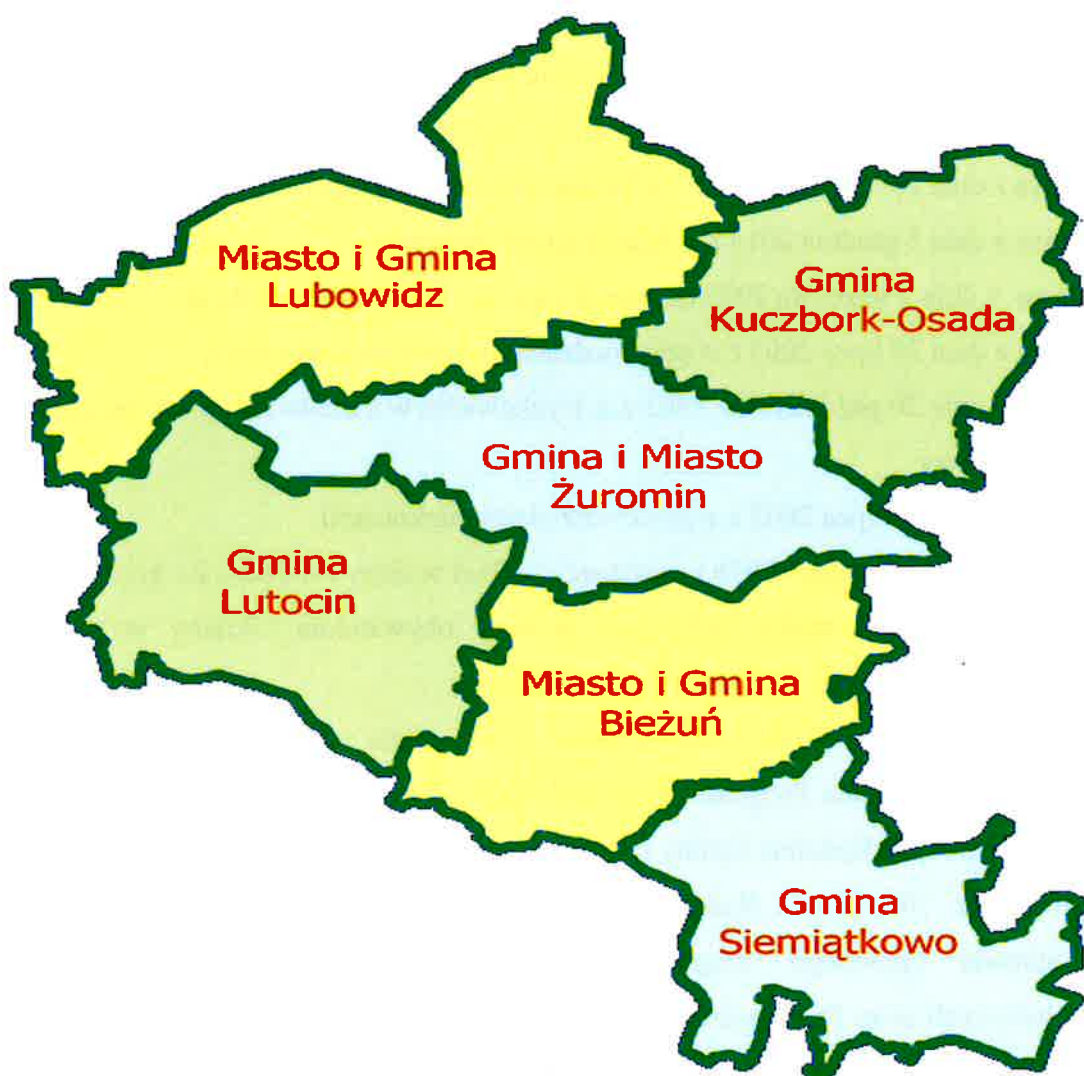 Miasto i Gmina
Lubowidz
Gmina
Kuczbork-Osada
Gmina i Miasto
Żuromin
Gmina
Lutocin
Miasto i Gmina
Bieżuń
Gmina
Siemiątkowo